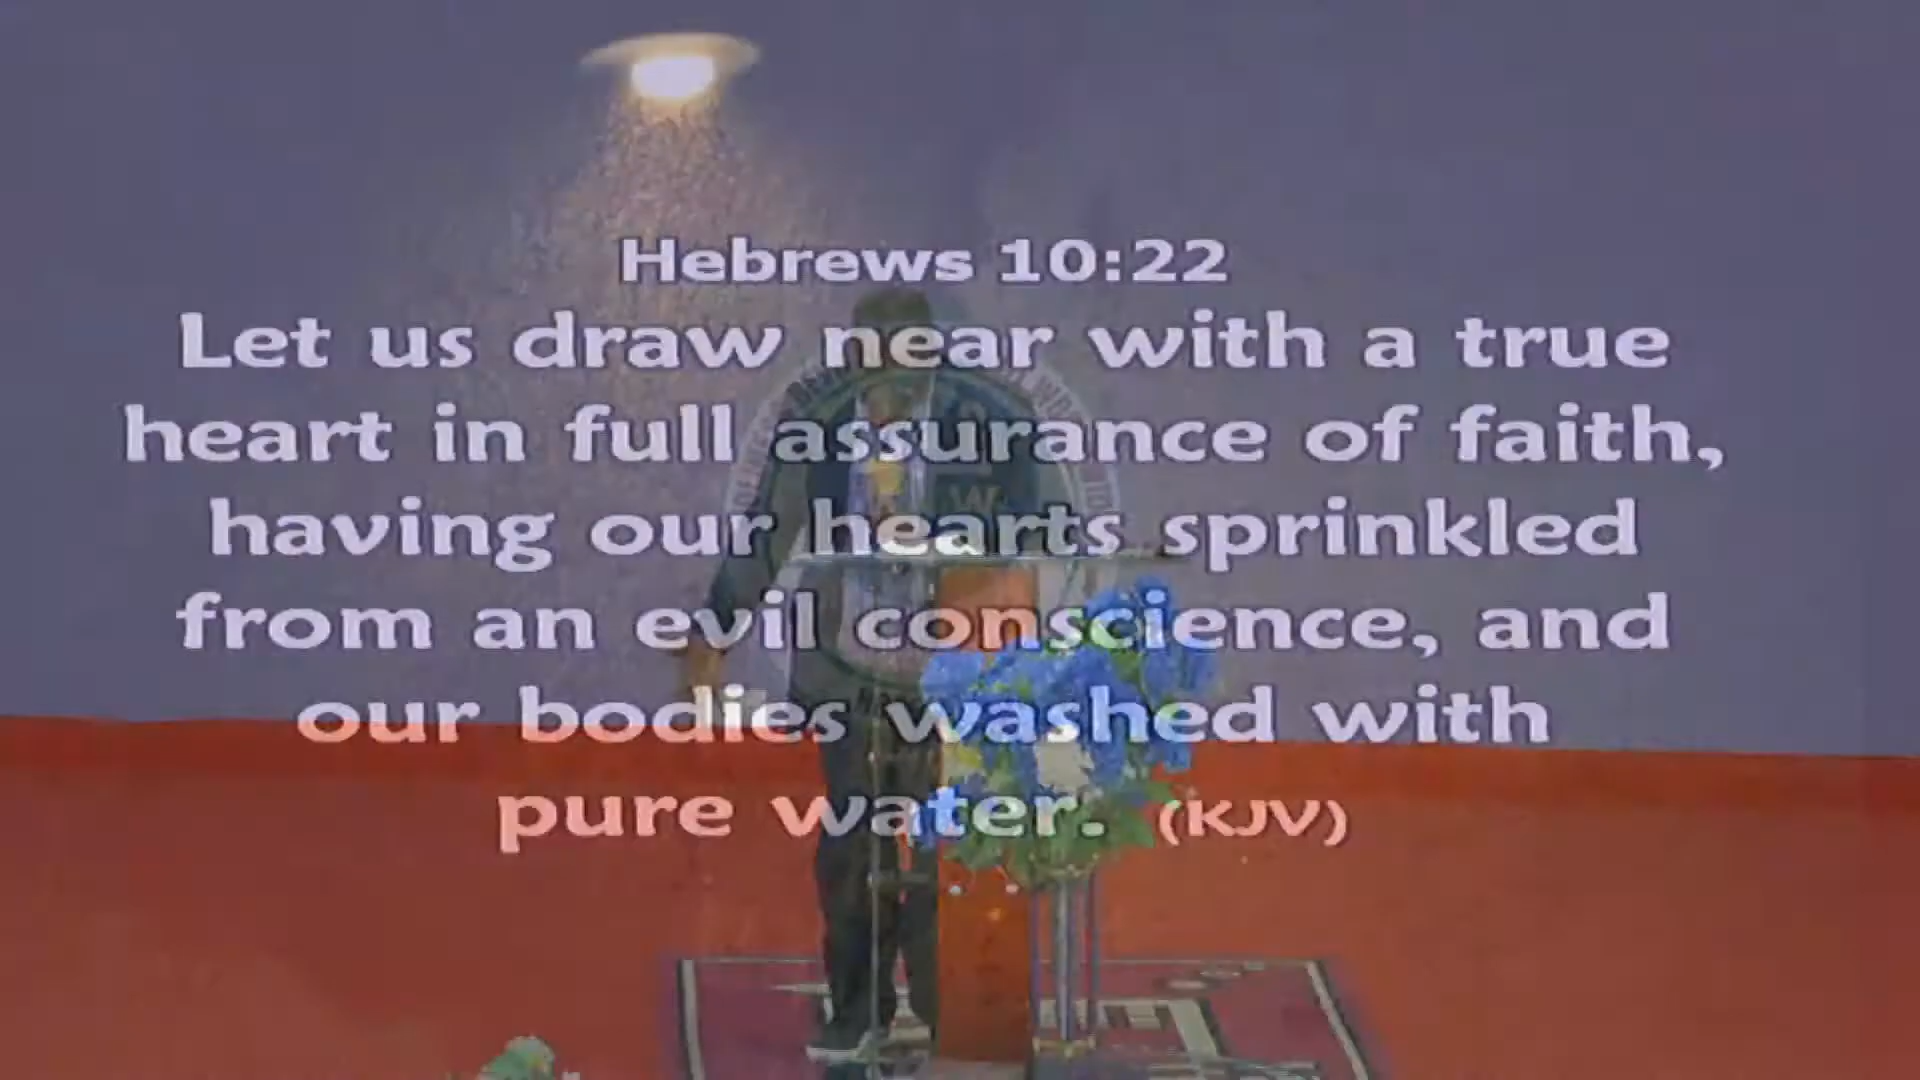 Hebrews 10:22
Let us draw near with a true
heart in full assurance of faith,
having our hearts sprinkled
from an evil conscience, and
our bodies washed with
pure water. (KJV)